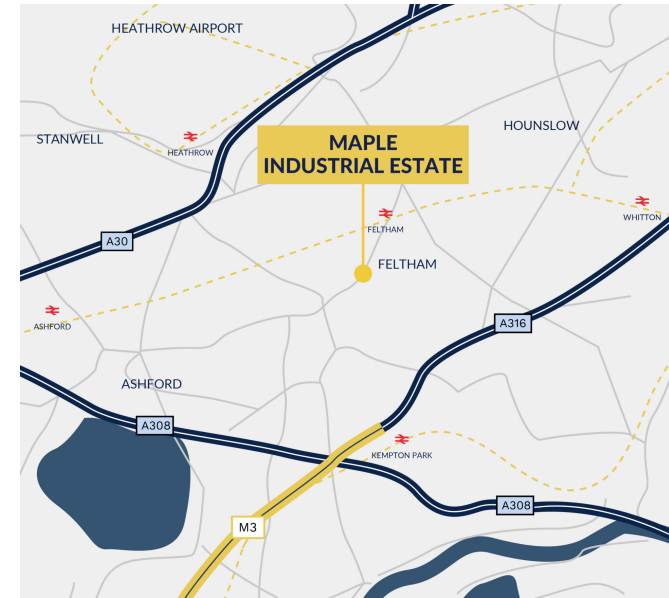 HEATHROW AIRPORT
HOUNSLOW
STANWELL
HEATHROW
MAPLE
INDUSTRIAL ESTATE
WHITTON
FELTHAM
A30
FELTHAM
ASHFORD
A316
ASHFORD
A308
KEMPTON PARK
A308
M3